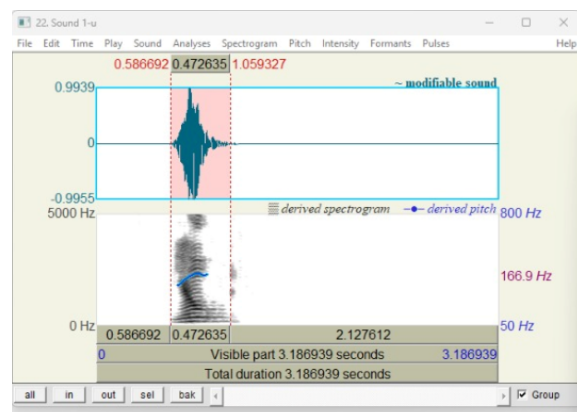 22. Sound 1-u
File Edit Time Play Sound Analyses Spectrogram Pitch Intensity Formants Pulses Help
0.586692 0.472635 1.059327
0.9939 ~ modifiable sound
0
-0.9955
5000 Hz derived spectrogram derived pitch 800 Hz
166.9 Hz
0 Hz 50 Hz
0.586692 0.472635 2.127612
0 Visible part 3.186939 seconds 3.186939
Total duration 3.186939 seconds
all in out sel bak Group